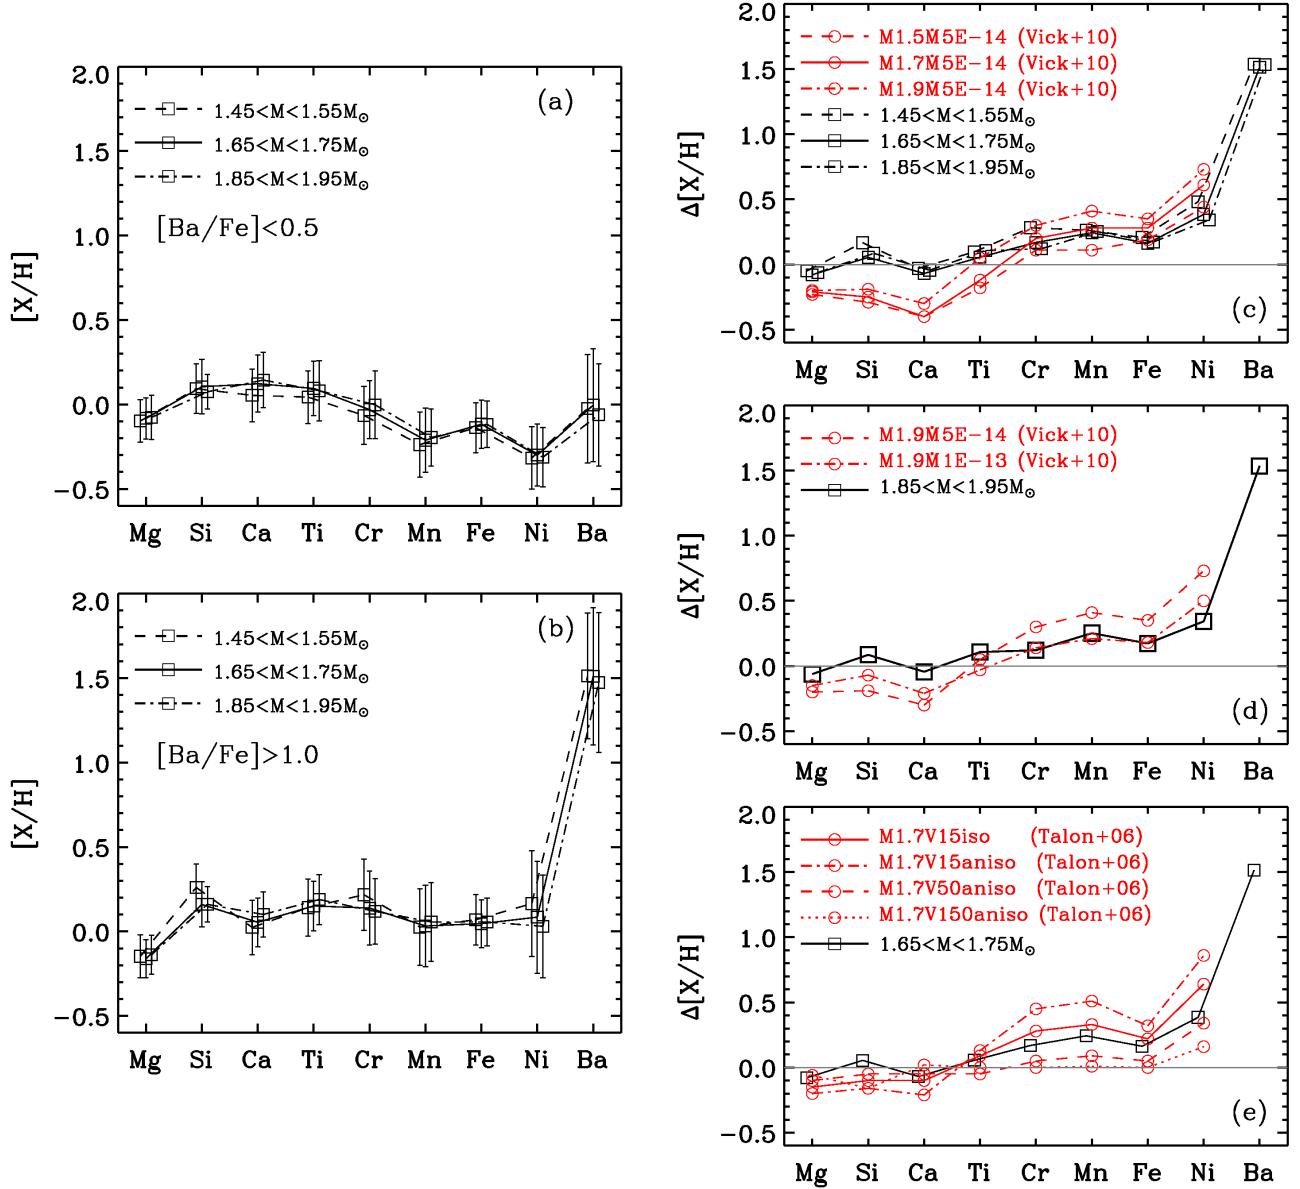 2.0
1.5
1.0
0.5
0.0
−0.5
[X/H]
(a)
1.45<M<1.55M⊙
1.65<M<1.75M⊙
1.85<M<1.95M⊙
[Ba/Fe]<0.5
Mg Si Ca Ti Cr Mn Fe Ni Ba
2.0
1.5
1.0
0.5
0.0
−0.5
[X/H]
(b)
1.45<M<1.55M⊙
1.65<M<1.75M⊙
1.85<M<1.95M⊙
[Ba/Fe]>1.0
Mg Si Ca Ti Cr Mn Fe Ni Ba
2.0
1.5
1.0
0.5
0.0
−0.5
Δ[X/H]
M1.5Ṁ5E−14 (Vick+10)
M1.7Ṁ5E−14 (Vick+10)
M1.9Ṁ5E−14 (Vick+10)
1.45<M<1.55M⊙
1.65<M<1.75M⊙
1.85<M<1.95M⊙
(c)
Mg Si Ca Ti Cr Mn Fe Ni Ba
2.0
1.5
1.0
0.5
0.0
−0.5
Δ[X/H]
M1.9Ṁ5E−14 (Vick+10)
M1.9Ṁ1E−13 (Vick+10)
1.85<M<1.95M⊙
(d)
Mg Si Ca Ti Cr Mn Fe Ni Ba
2.0
1.5
1.0
0.5
0.0
−0.5
Δ[X/H]
M1.7V15iso (Talon+06)
M1.7V15aniso (Talon+06)
M1.7V50aniso (Talon+06)
M1.7V150aniso (Talon+06)
1.65<M<1.75M⊙
(e)
Mg Si Ca Ti Cr Mn Fe Ni Ba